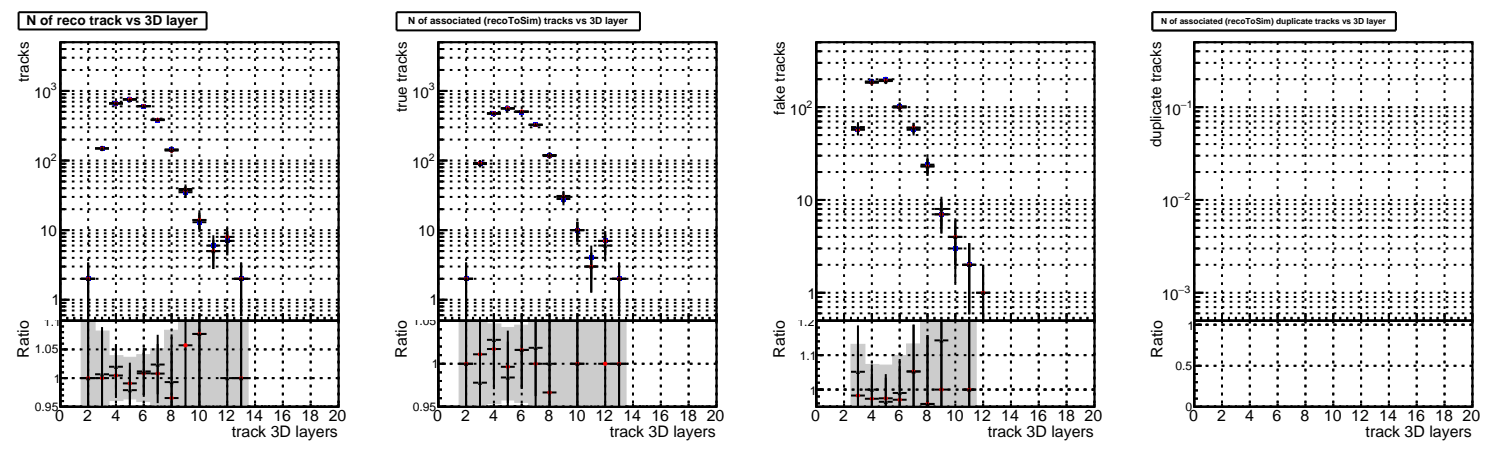 N of reco track vs 3D layer
N of associated (recoToSim) tracks vs 3D layer
N of associated (recoToSim) duplicate tracks vs 3D layer
tracks
10³
10²
10
1
Ratio
1.1
1.05
1
0.95
0 2 4 6 8 10 12 14 16 18 20
track 3D layers
true tracks
10³
10²
10
1
Ratio
1.05
1
0.95
0 2 4 6 8 10 12 14 16 18 20
track 3D layers
fake tracks
10²
10
1
Ratio
1.2
1.1
1
0 2 4 6 8 10 12 14 16 18 20
track 3D layers
duplicate tracks
10⁻¹
10⁻²
10⁻³
Ratio
1
0.5
0
0 2 4 6 8 10 12 14 16 18 20
track 3D layers